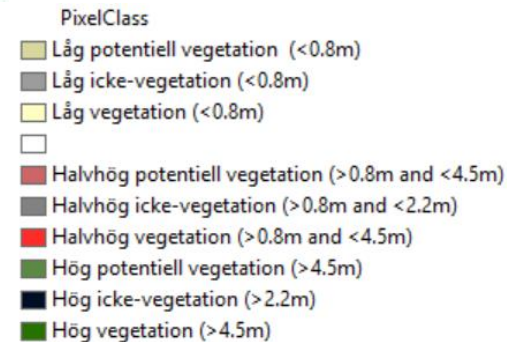 PixelClass
Låg potentiell vegetation (<0.8m)
Låg icke-vegetation (<0.8m)
Låg vegetation (<0.8m)
Halvhög potentiell vegetation (>0.8m and <4.5m)
Halvhög icke-vegetation (>0.8m and <2.2m)
Halvhög vegetation (>0.8m and <4.5m)
Hög potentiell vegetation (>4.5m)
Hög icke-vegetation (>2.2m)
Hög vegetation (>4.5m)